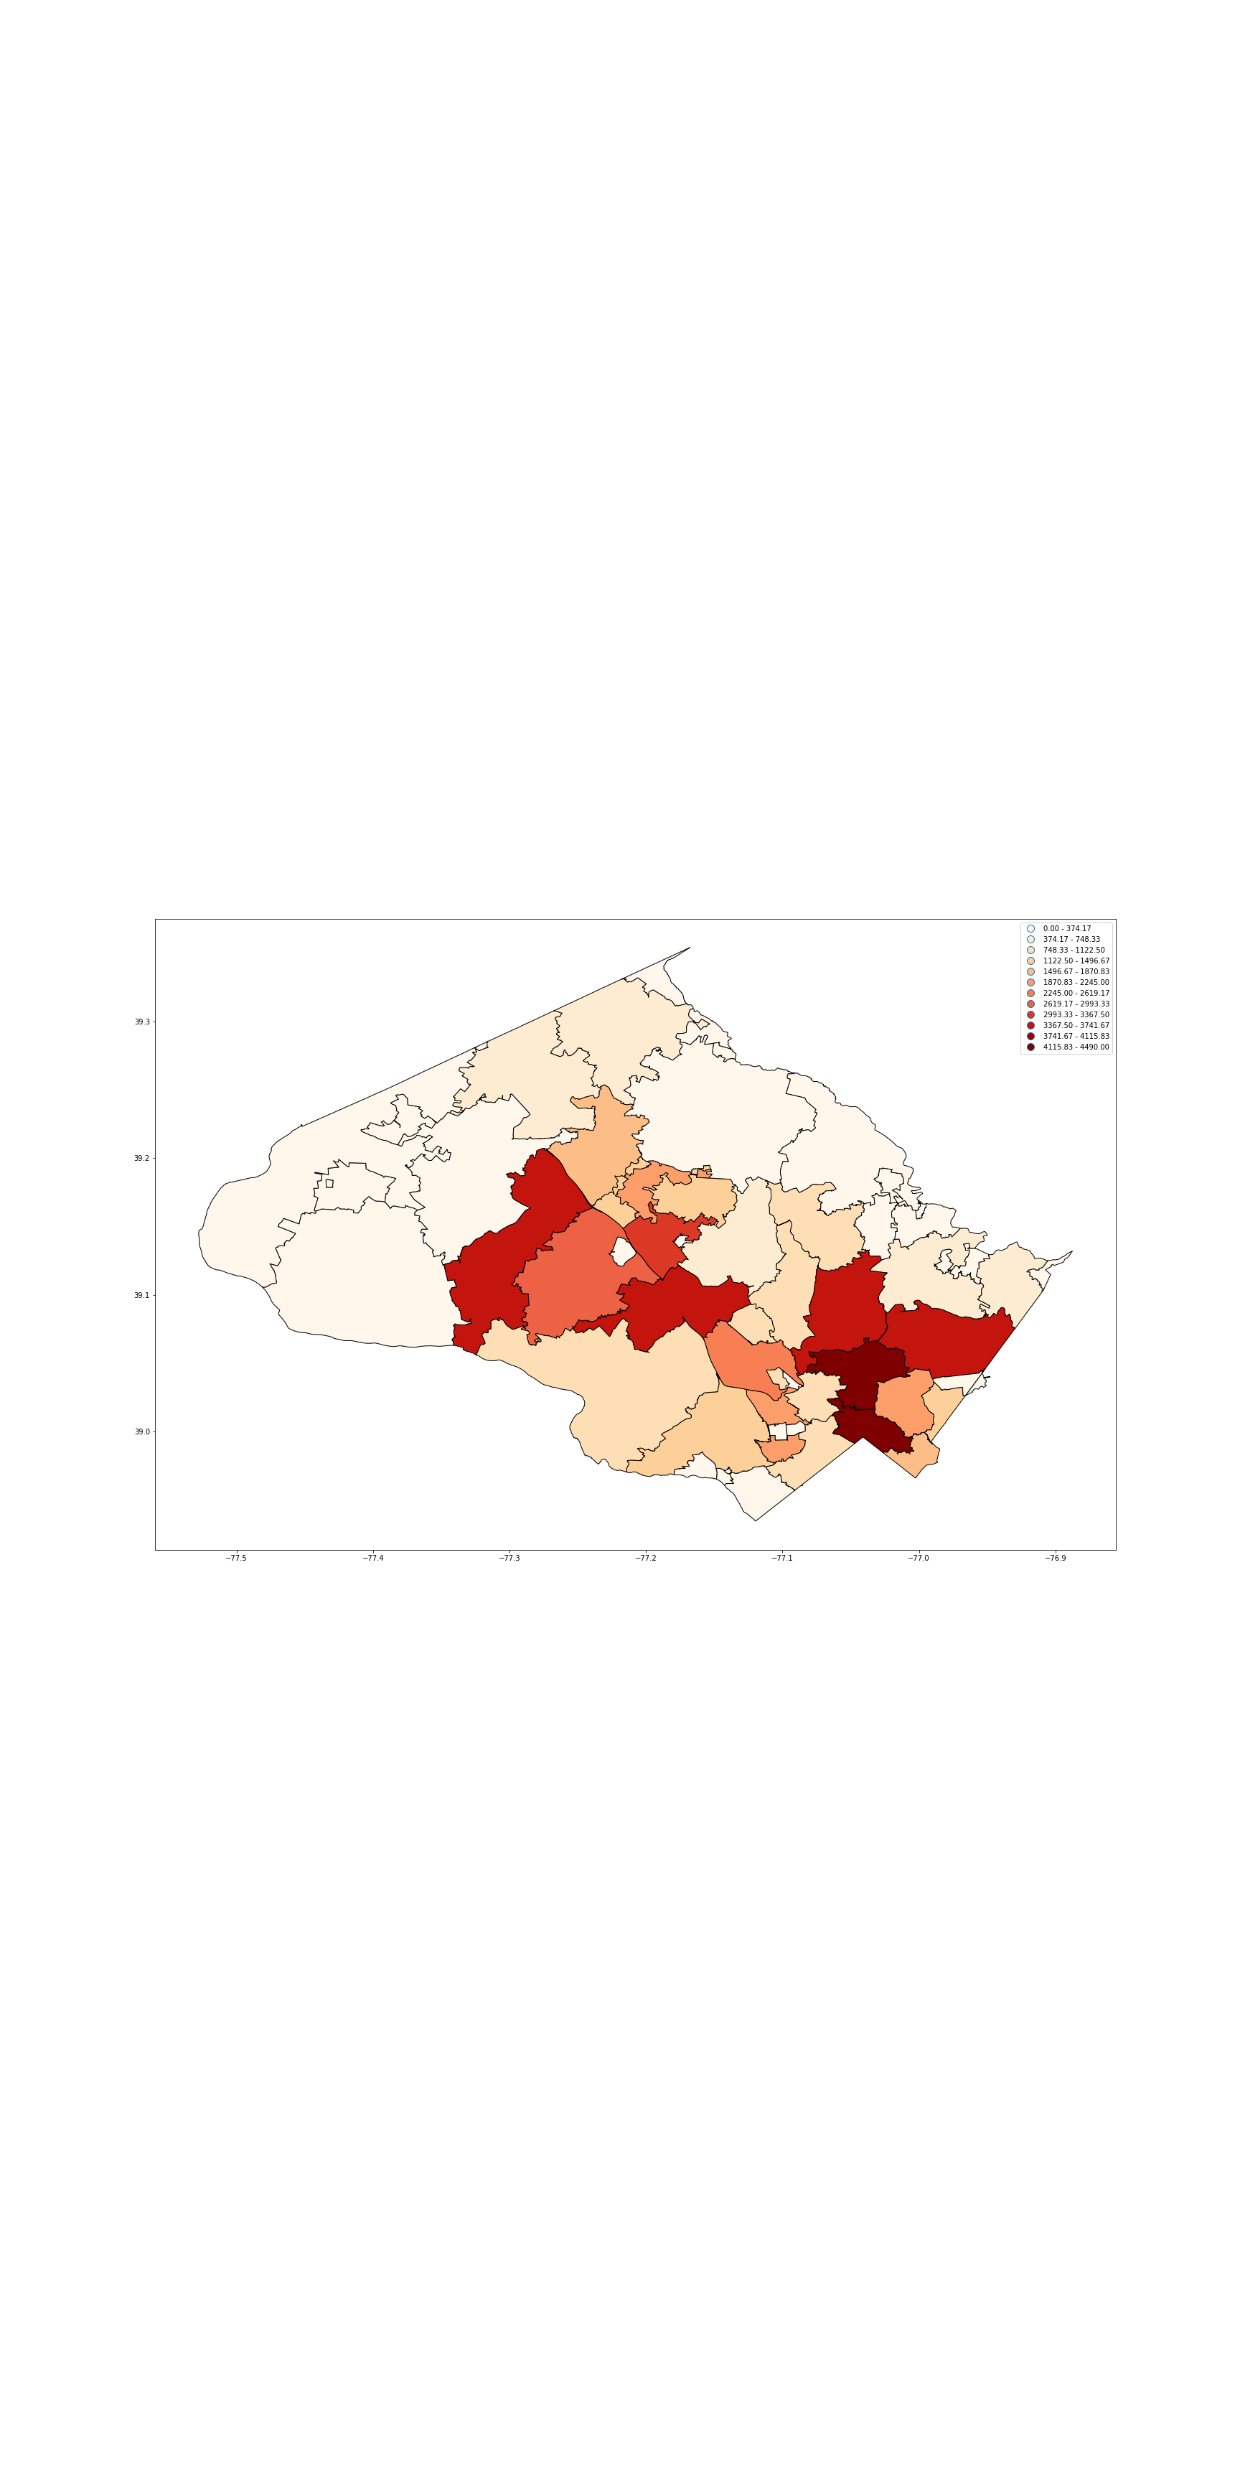 0.00 - 374.17
374.17 - 748.33
748.33 - 1122.50
1122.50 - 1496.67
1496.67 - 1870.83
1870.83 - 2245.00
2245.00 - 2619.17
2619.17 - 2993.33
2993.33 - 3367.50
3367.50 - 3741.67
3741.67 - 4115.83
4115.83 - 4490.00
39.3
39.2
39.1
39.0
−77.5 −77.4 −77.3 −77.2 −77.1 −77.0 −76.9